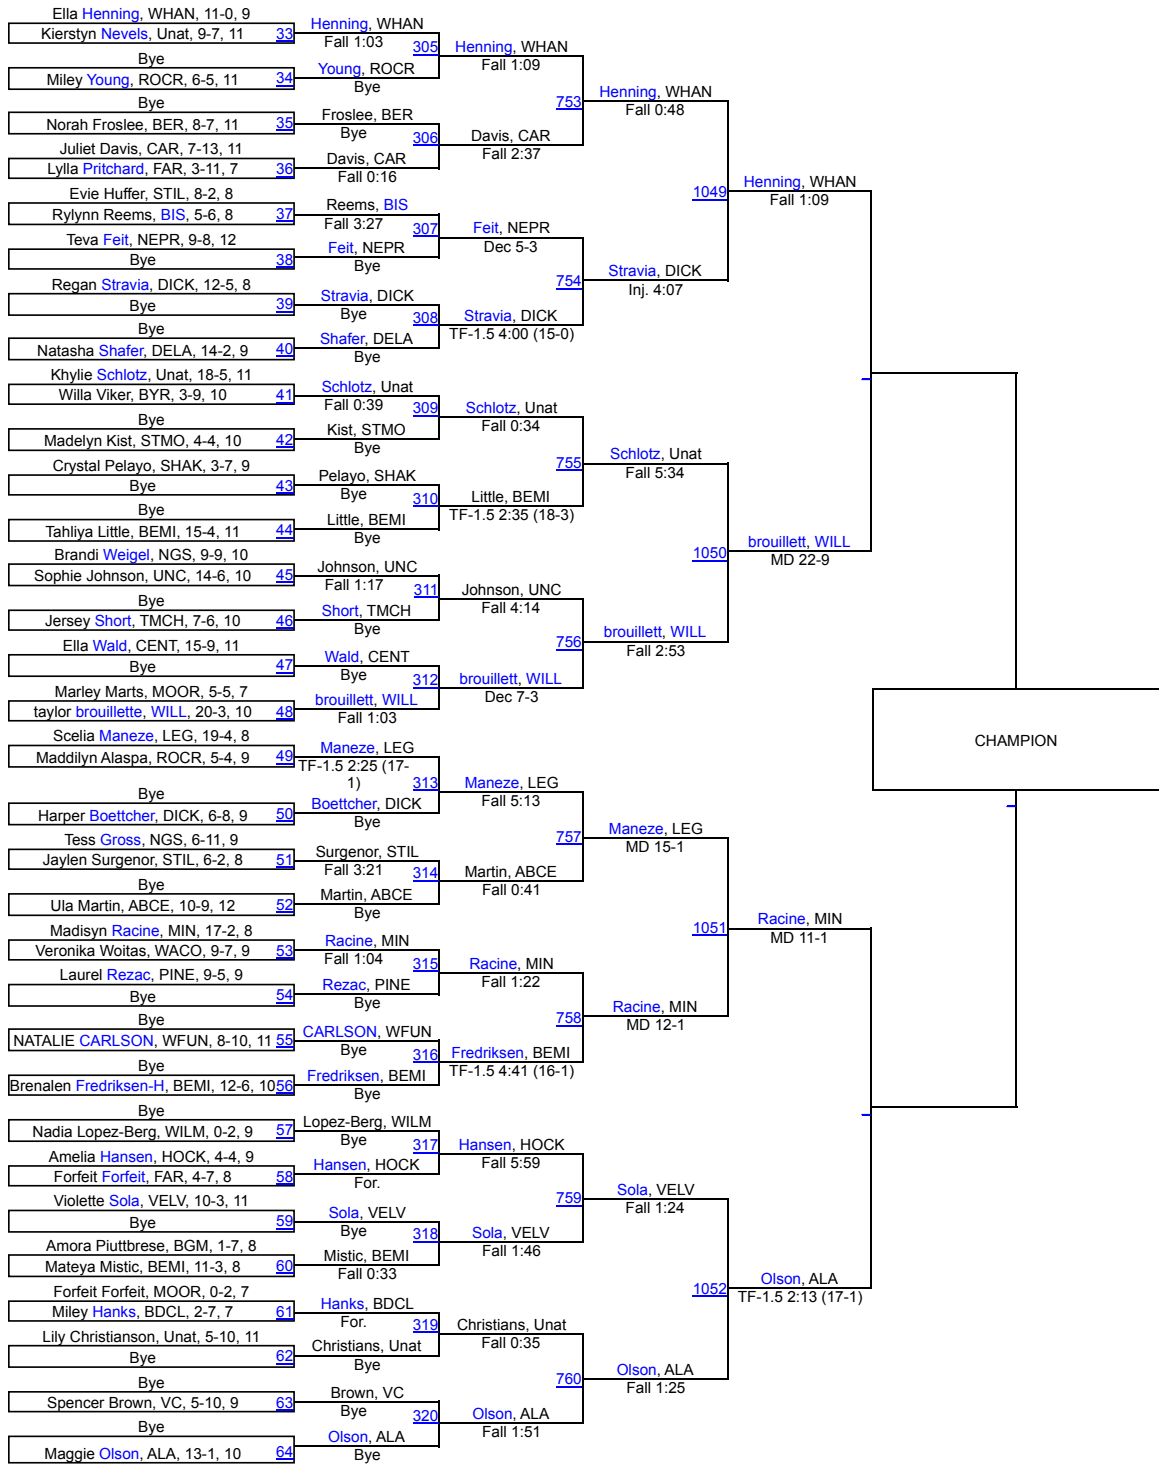 Ella Henning, WHAN, 11-0, 9
Kierstyn Nevels, Unat, 9-7, 11 33
Bye
Miley Young, ROCR, 6-5, 11 34
Bye
Norah Froslee, BER, 8-7, 11 35
Juliet Davis, CAR, 7-13, 11
Lylla Pritchard, FAR, 3-11, 7 36
Evie Huffer, STIL, 8-2, 8
Rylynn Reems, BIS, 5-6, 8 37
Teva Feit, NEPR, 9-8, 12
Bye 38
Regan Stravia, DICK, 12-5, 8
Bye 39
Bye
Natasha Shafer, DELA, 14-2, 9 40
Khylie Schlotz, Unat, 18-5, 11
Willa Viker, BYR, 3-9, 10 41
Bye
Madelyn Kist, STMO, 4-4, 10 42
Crystal Pelayo, SHAK, 3-7, 9
Bye 43
Bye
Tahliya Little, BEMI, 15-4, 11 44
Brandi Weigel, NGS, 9-9, 10
Sophie Johnson, UNC, 14-6, 10 45
Bye
Jersey Short, TMCH, 7-6, 10 46
Ella Wald, CENT, 15-9, 11
Bye 47
Marley Marts, MOOR, 5-5, 7
taylor brouillette, WILL, 20-3, 10 48
Scelia Maneze, LEG, 19-4, 8
Maddilyn Alaspa, ROCR, 5-4, 9 49
Bye
Harper Boettcher, DICK, 6-8, 9 50
Tess Gross, NGS, 6-11, 9
Jaylen Surgenor, STIL, 6-2, 8 51
Bye
Ula Martin, ABCE, 10-9, 12 52
Madisyn Racine, MIN, 17-2, 8
Veronika Woitas, WACO, 9-7, 9 53
Laurel Rezac, PINE, 9-5, 9
Bye 54
Bye
NATALIE CARLSON, WFUN, 8-10, 11 55
Bye
Brenalen Fredriksen-H, BEMI, 12-6, 10 56
Bye
Nadia Lopez-Berg, WILM, 0-2, 9 57
Amelia Hansen, HOCK, 4-4, 9
Forfeit Forfeit, FAR, 4-7, 8 58
Violette Sola, VELV, 10-3, 11
Bye 59
Amora Piuttbrese, BGM, 1-7, 8
Mateya Mistic, BEMI, 11-3, 8 60
Forfeit Forfeit, MOOR, 0-2, 7
Miley Hanks, BDCL, 2-7, 7 61
Lily Christianson, Unat, 5-10, 11
Bye 62
Bye
Spencer Brown, VC, 5-10, 9 63
Bye
Maggie Olson, ALA, 13-1, 10 64
Henning, WHAN
Fall 1:03
305
Young, ROCR
Bye
Froslee, BER
Bye
306
Davis, CAR
Fall 0:16
Reems, BIS
Fall 3:27
307
Feit, NEPR
Bye
Stravia, DICK
Bye
308
Shafer, DELA
Bye
Schlotz, Unat
Fall 0:39
309
Kist, STMO
Bye
Pelayo, SHAK
Bye
310
Little, BEMI
Bye
Johnson, UNC
Fall 1:17
311
Short, TMCH
Bye
Wald, CENT
Bye
312
brouillett, WILL
Fall 1:03
Maneze, LEG
TF-1.5 2:25 (17-
1)
313
Boettcher, DICK
Bye
Surgenor, STIL
Fall 3:21
314
Martin, ABCE
Bye
Racine, MIN
Fall 1:04
315
Rezac, PINE
Bye
CARLSON, WFUN
Bye
316
Fredriksen, BEMI
Bye
Lopez-Berg, WILM
Bye
317
Hansen, HOCK
For.
Sola, VELV
Bye
318
Mistic, BEMI
Fall 0:33
Hanks, BDCL
For.
319
Christians, Unat
Bye
Brown, VC
Bye
320
Olson, ALA
Bye
Henning, WHAN
Fall 1:09
753
Davis, CAR
Fall 2:37
Feit, NEPR
Dec 5-3
754
Stravia, DICK
TF-1.5 4:00 (15-0)
Schlotz, Unat
Fall 0:34
755
Little, BEMI
TF-1.5 2:35 (18-3)
Johnson, UNC
Fall 4:14
756
brouillett, WILL
Dec 7-3
Maneze, LEG
Fall 5:13
757
Martin, ABCE
Fall 0:41
Racine, MIN
Fall 1:22
758
Fredriksen, BEMI
TF-1.5 4:41 (16-1)
Hansen, HOCK
Fall 5:59
759
Sola, VELV
Fall 1:46
Christians, Unat
Fall 0:35
760
Olson, ALA
Fall 1:51
Henning, WHAN
Fall 0:48
1049
Stravia, DICK
Inj. 4:07
Schlotz, Unat
Fall 5:34
1050
brouillett, WILL
Fall 2:53
Maneze, LEG
MD 15-1
1051
Racine, MIN
MD 12-1
Sola, VELV
Fall 1:24
1052
Olson, ALA
Fall 1:25
Henning, WHAN
Fall 1:09
brouillett, WILL
MD 22-9
Racine, MIN
MD 11-1
Olson, ALA
TF-1.5 2:13 (17-1)
CHAMPION